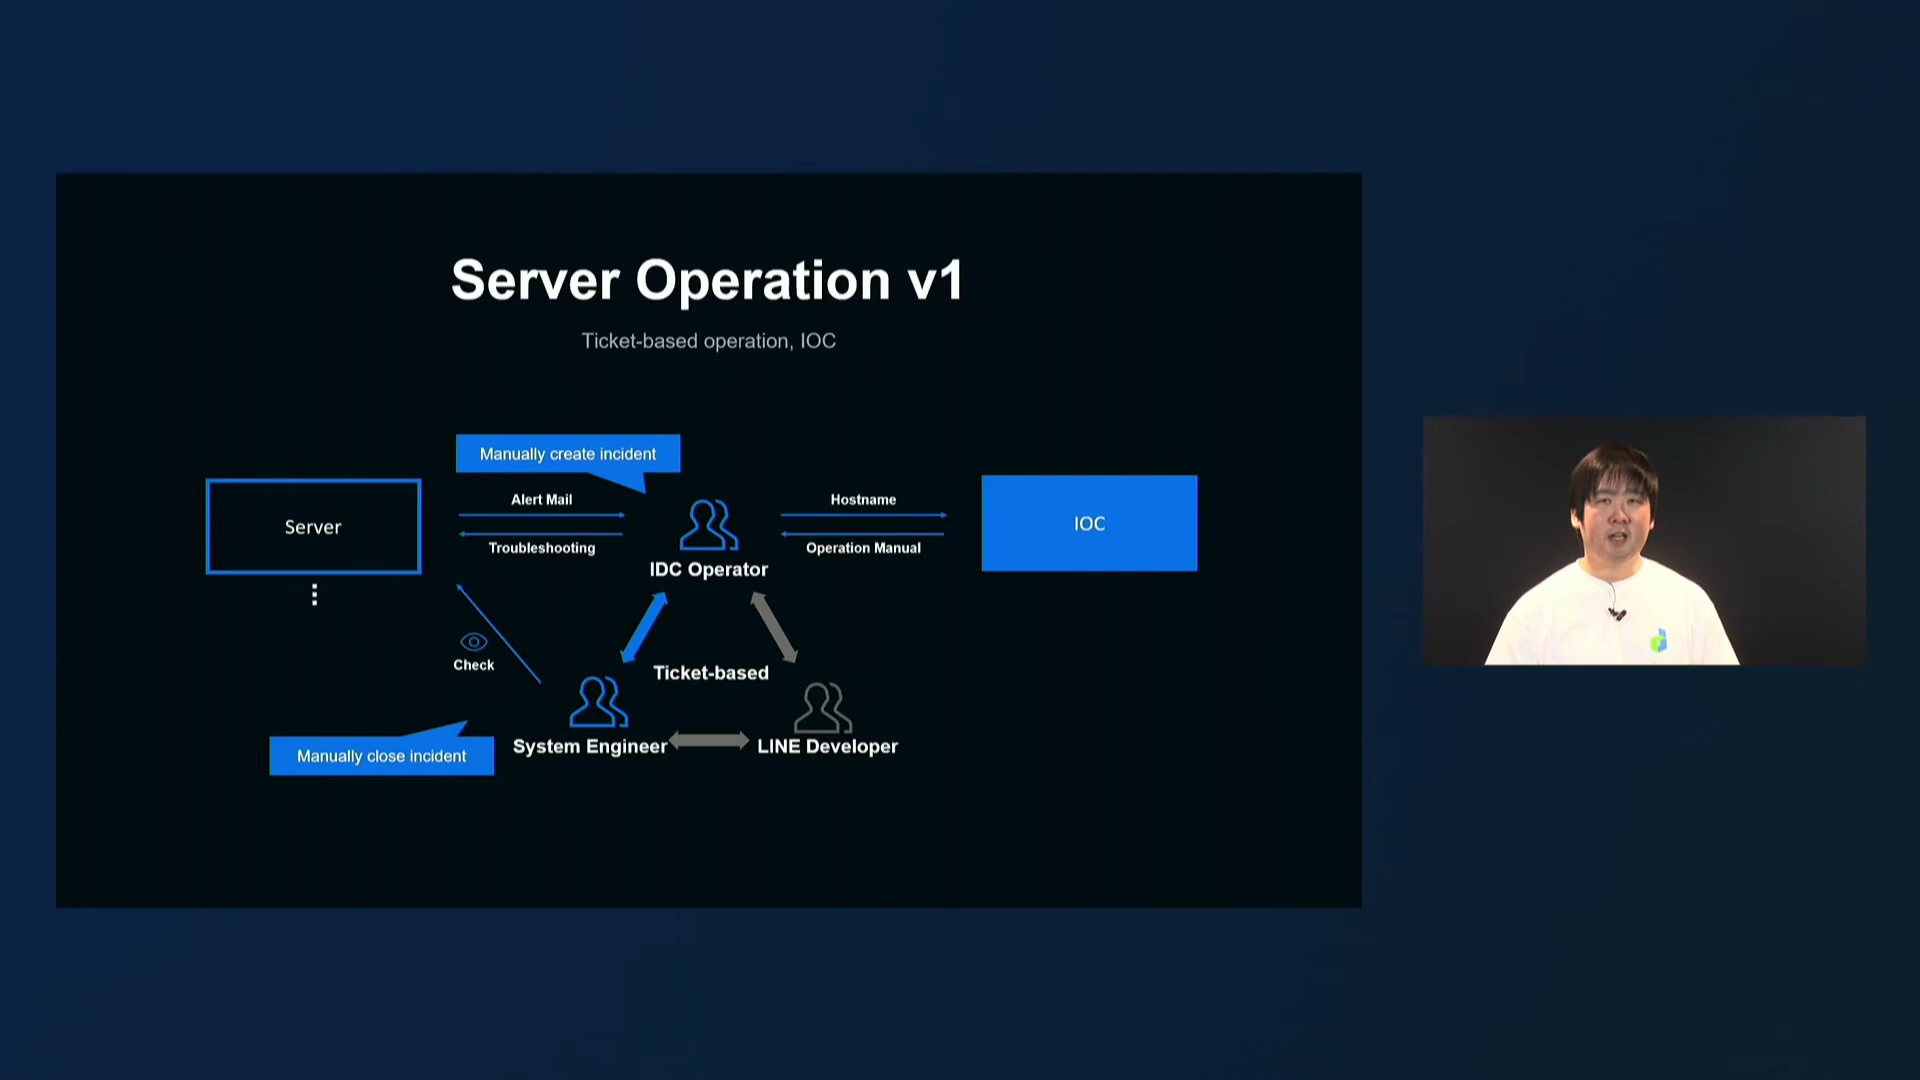 Server Operation v1
Ticket-based operation, IOC
Manually create incident
Server
Alert Mail
Troubleshooting
IDC Operator
Hostname
Operation Manual
IOC
Check
Ticket-based
System Engineer
LINE Developer
Manually close incident